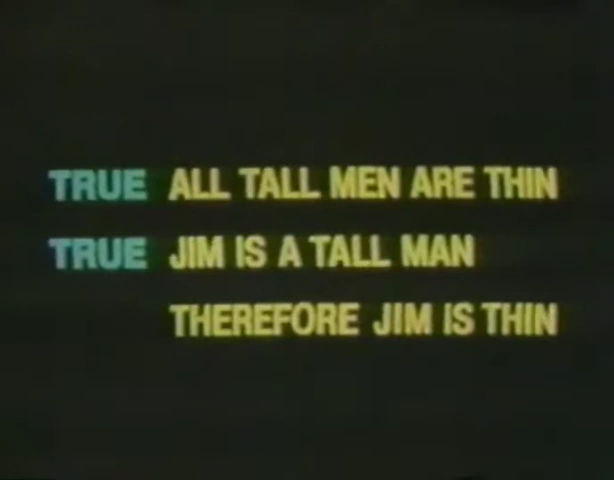 TRUE ALL TALL MEN ARE THIN
TRUE JIM IS A TALL MAN
THEREFORE JIM IS THIN